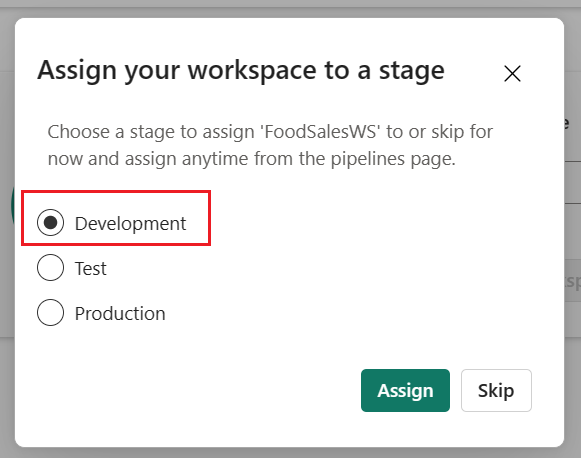 Assign your workspace to a stage
Choose a stage to assign 'FoodSalesWS' to or skip for
now and assign anytime from the pipelines page.
Development
Test
Production
Assign Skip